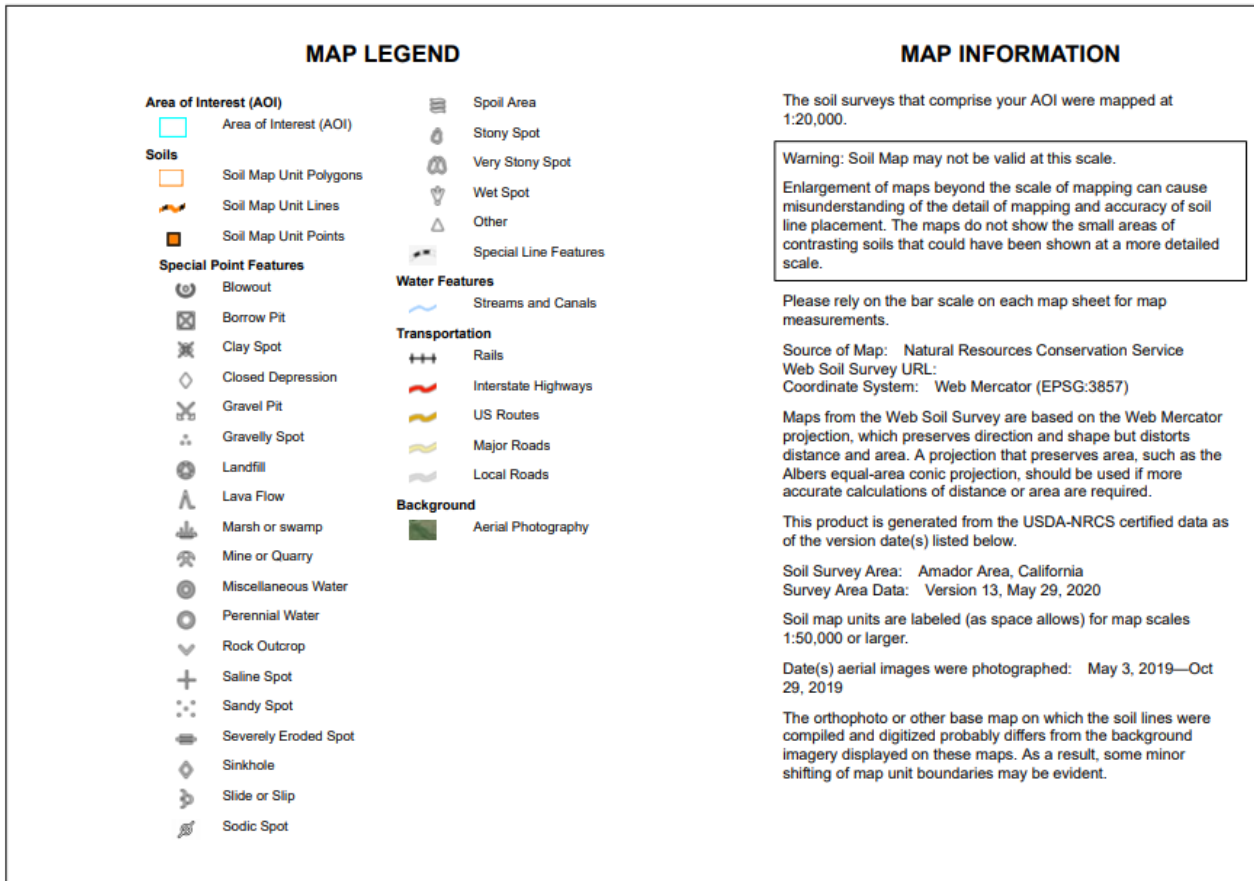 MAP LEGEND
Area of Interest (AOI)
Area of Interest (AOI)
Soils
Soil Map Unit Polygons
Soil Map Unit Lines
Soil Map Unit Points
Special Point Features
Blowout
Borrow Pit
Clay Spot
Closed Depression
Gravel Pit
Gravelly Spot
Landfill
Lava Flow
Marsh or swamp
Mine or Quarry
Miscellaneous Water
Perennial Water
Rock Outcrop
Saline Spot
Sandy Spot
Severely Eroded Spot
Sinkhole
Slide or Slip
Sodic Spot
Spoil Area
Stony Spot
Very Stony Spot
Wet Spot
Other
Special Line Features
Water Features
Streams and Canals
Transportation
Rails
Interstate Highways
US Routes
Major Roads
Local Roads
Background
Aerial Photography
MAP INFORMATION
The soil surveys that comprise your AOI were mapped at
1:20,000.
Warning: Soil Map may not be valid at this scale.
Enlargement of maps beyond the scale of mapping can cause
misunderstanding of the detail of mapping and accuracy of soil
line placement. The maps do not show the small areas of
contrasting soils that could have been shown at a more detailed
scale.
Please rely on the bar scale on each map sheet for map
measurements.
Source of Map: Natural Resources Conservation Service
Web Soil Survey URL:
Coordinate System: Web Mercator (EPSG:3857)
Maps from the Web Soil Survey are based on the Web Mercator
projection, which preserves direction and shape but distorts
distance and area. A projection that preserves area, such as the
Albers equal-area conic projection, should be used if more
accurate calculations of distance or area are required.
This product is generated from the USDA-NRCS certified data as
of the version date(s) listed below.
Soil Survey Area: Amador Area, California
Survey Area Data: Version 13, May 29, 2020
Soil map units are labeled (as space allows) for map scales
1:50,000 or larger.
Date(s) aerial images were photographed: May 3, 2019—Oct
29, 2019
The orthophoto or other base map on which the soil lines were
compiled and digitized probably differs from the background
imagery displayed on these maps. As a result, some minor
shifting of map unit boundaries may be evident.